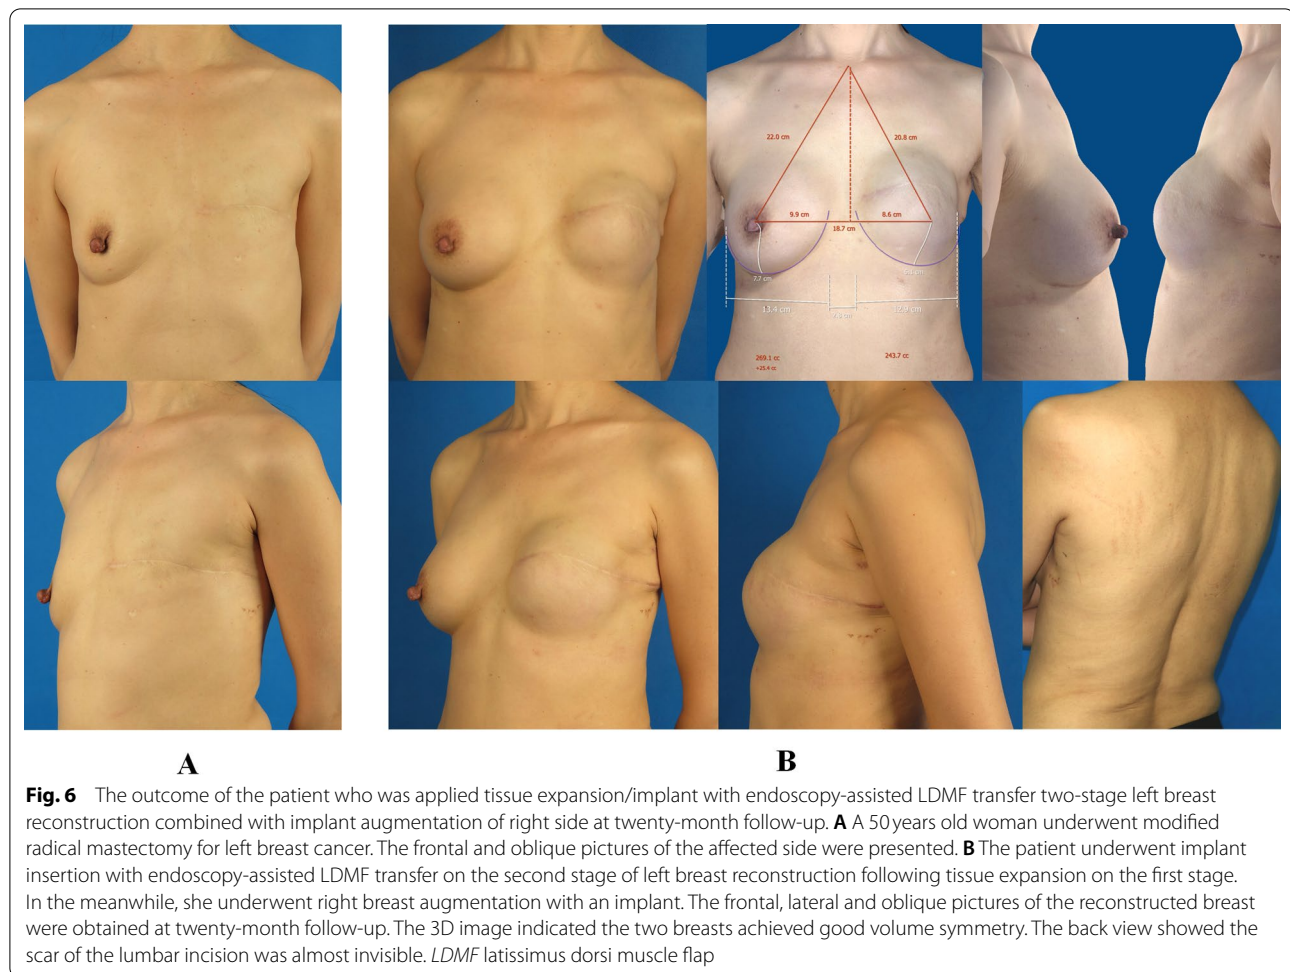 22.0 cm
20.8 cm
9.9 cm
8.6 cm
18.7 cm
7.7 cm
13.4 cm
12.9 cm
269.1 cc
243.7 cc
+25.4 cc
A
B
Fig. 6 The outcome of the patient who was applied tissue expansion/implant with endoscopy-assisted LDMF transfer two-stage left breast
reconstruction combined with implant augmentation of right side at twenty-month follow-up. A A 50 years old woman underwent modified
radical mastectomy for left breast cancer. The frontal and oblique pictures of the affected side were presented. B The patient underwent implant
insertion with endoscopy-assisted LDMF transfer on the second stage of left breast reconstruction following tissue expansion on the first stage.
In the meanwhile, she underwent right breast augmentation with an implant. The frontal, lateral and oblique pictures of the reconstructed breast
were obtained at twenty-month follow-up. The 3D image indicated the two breasts achieved good volume symmetry. The back view showed the
scar of the lumbar incision was almost invisible. LDMF latissimus dorsi muscle flap